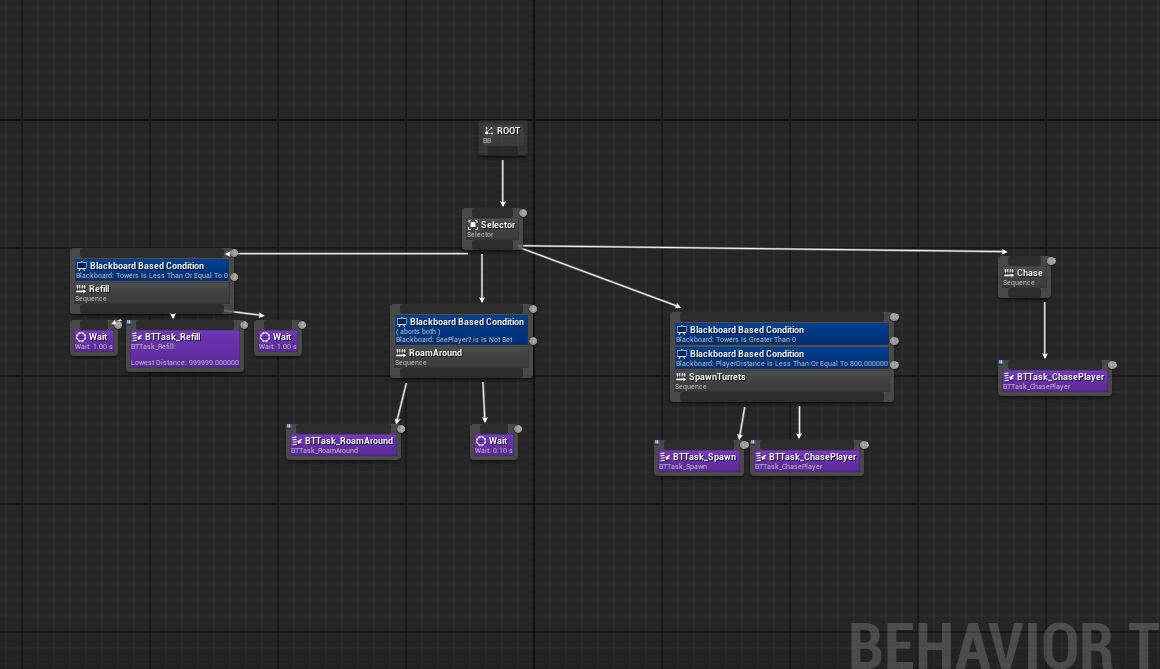 ROOT
BB
Selector
Selector
Blackboard Based Condition
Blackboard: Towers Is Less Than Or Equal To 0
Refill
Sequence
Wait
Wait: 1.00 s
BTTask_Refill
BTTask_Refill:
Lowest Distance: 999999.000000
Wait
Wait: 1.00 s
Blackboard Based Condition
( aborts both )
Blackboard: SeePlayer? is Is Not Set
RoamAround
Sequence
BTTask_RoamAround
BTTask_RoamAround
Wait
Wait: 0.10 s
Blackboard Based Condition
Blackboard: Towers Is Greater Than 0
Blackboard Based Condition
Blackboard: PlayerDistance Is Less Than Or Equal To 800.000000
SpawnTurrets
Sequence
BTTask_Spawn
BTTask_Spawn
BTTask_ChasePlayer
BTTask_ChasePlayer
Chase
Sequence
BTTask_ChasePlayer
BTTask_ChasePlayer
BEHAVIOR T